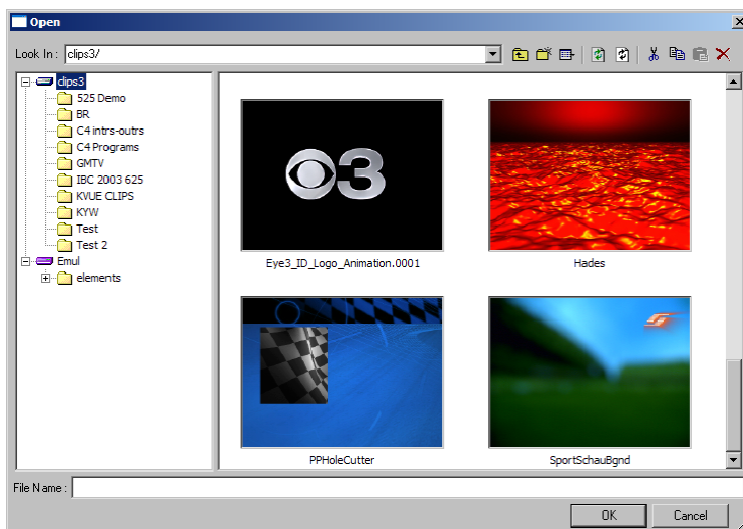 Open
Look In : clips3/
clips3
525 Demo
BR
C4 intrs-outrs
C4 Programs
GMTV
IBC 2003 625
KVUE CLIPS
KYW
Test
Test 2
Emul
elements
3
Eye3_ID_Logo_Animation.0001
Hades
PPHoleCutter
SportSchauBgnd
File Name :
OK
Cancel